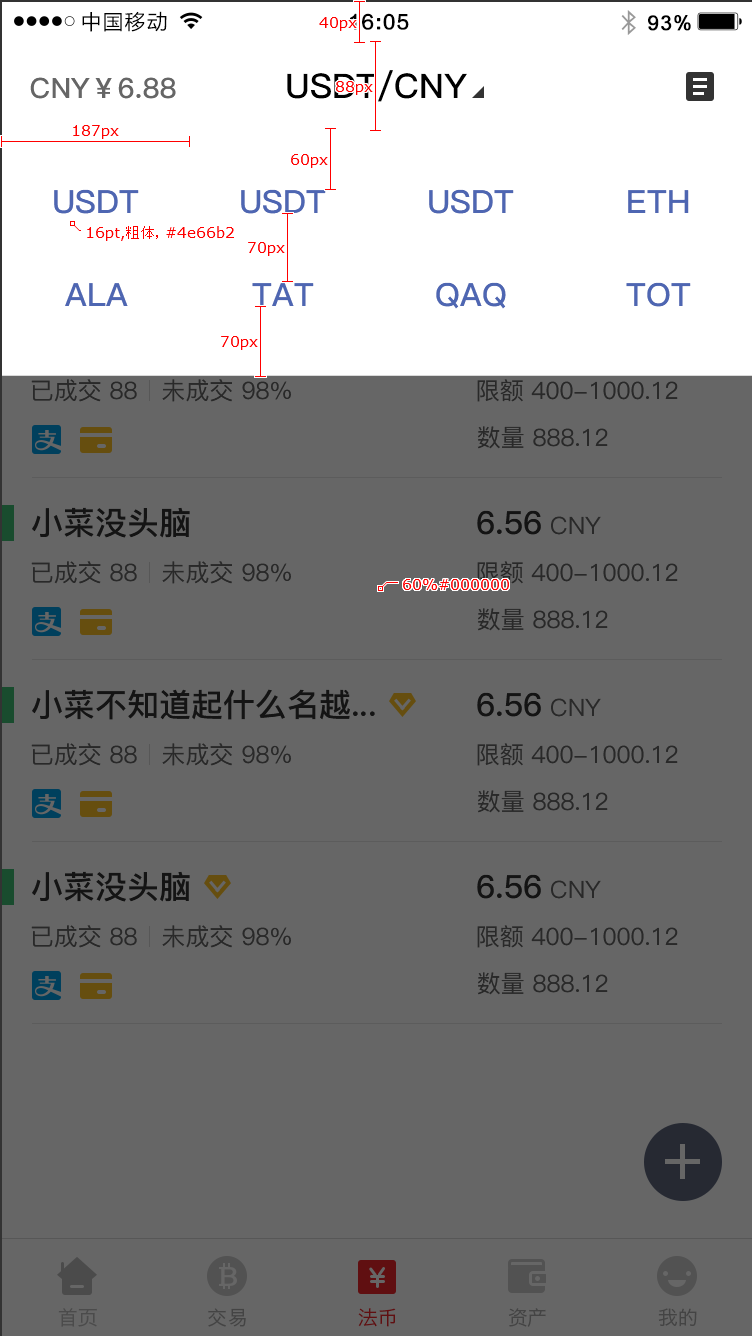 中国移动 40px 16:05 93%
CNY ¥ 6.88 USDT/CNY 88px
187px
60px
USDT USDT USDT ETH
16pt,粗体, #4e66b2 70px
ALA TAT QAQ TOT
70px
已成交 88 未成交 98% 限额 400-1000.12
支 数量 888.12
小菜没头脑 6.56 CNY
已成交 88 未成交 98% 限额 400-1000.12
60%#000000
支 数量 888.12
小菜不知道起什么名越... 6.56 CNY
已成交 88 未成交 98% 限额 400-1000.12
支 数量 888.12
小菜没头脑 6.56 CNY
已成交 88 未成交 98% 限额 400-1000.12
支 数量 888.12
首页 交易 法币 资产 我的